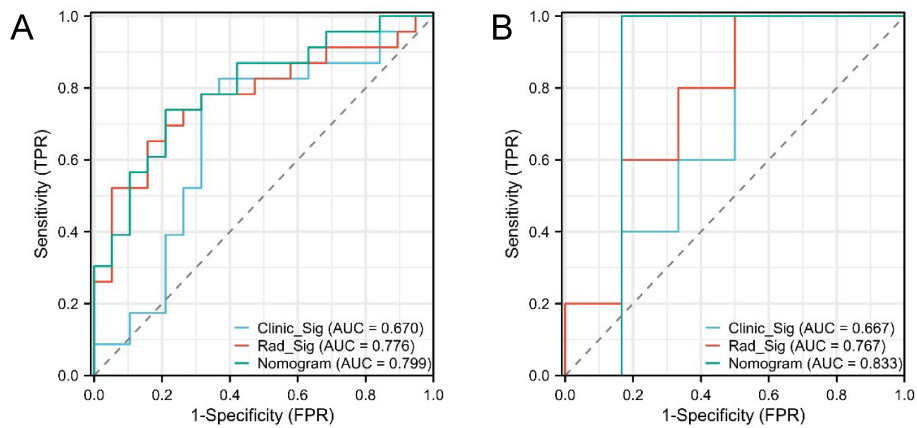 A
1.0
0.8
0.6
0.4
0.2
0.0
Sensitivity (TPR)
Clinic_Sig (AUC = 0.670)
Rad_Sig (AUC = 0.776)
Nomogram (AUC = 0.799)
0.0 0.2 0.4 0.6 0.8 1.0
1-Specificity (FPR)
B
1.0
0.8
0.6
0.4
0.2
0.0
Sensitivity (TPR)
Clinic_Sig (AUC = 0.667)
Rad_Sig (AUC = 0.767)
Nomogram (AUC = 0.833)
0.0 0.2 0.4 0.6 0.8 1.0
1-Specificity (FPR)